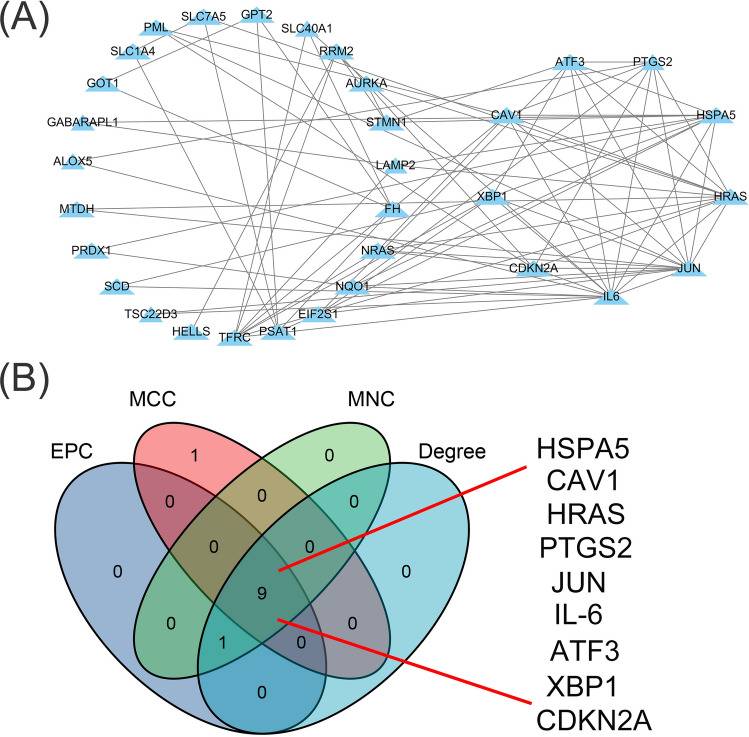 (A)
PML
SLC7A5
GPT2
SLC40A1
SLC1A4
RRM2
GOT1
AURKA
ATF3
PTGS2
GABARAPL1
STMN1
CAV1
HSPA5
ALOX5
LAMP2
MTDH
FH
XBP1
HRAS
PRDX1
NRAS
CDKN2A
JUN
SCD
NQO1
IL6
TSC22D3
EIF2S1
HELLS
TFRC
PSAT1
(B)
MCC
MNC
EPC
Degree
1
0
0
0
0
0
0
0
0
0
9
0
0
1
0
0
HSPA5
CAV1
HRAS
PTGS2
JUN
IL-6
ATF3
XBP1
CDKN2A